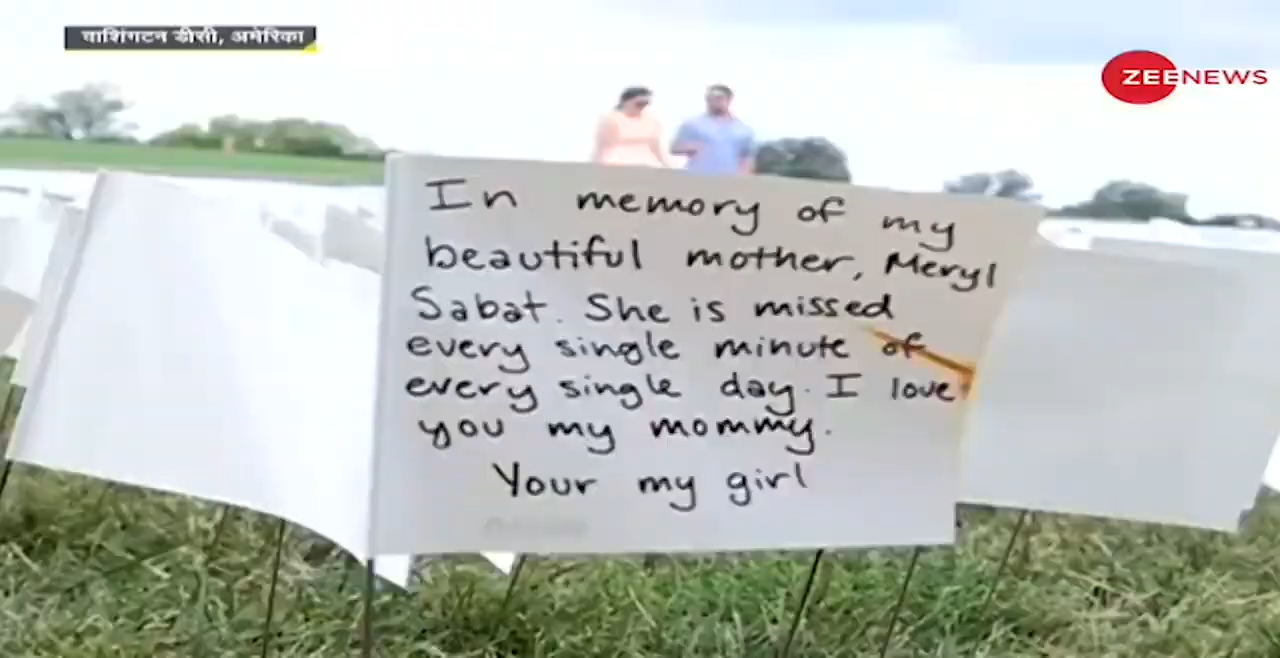 वाशिंगटन डीसी, अमेरिका
ZEENEWS
In memory of my
beautiful mother, Meryl
Sabat. She is missed
every single minute of
every single day. I love
you my mommy.
Your my girl